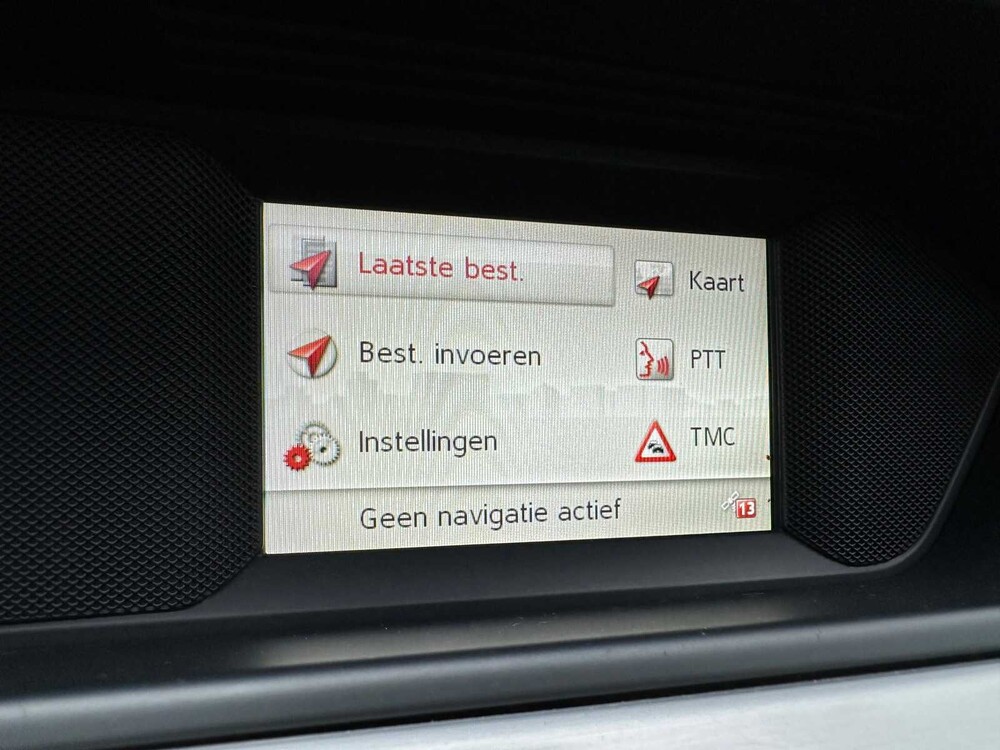 Laatste best.
Kaart
Best. invoeren
PTT
Instellingen
TMC
Geen navigatie actief
13